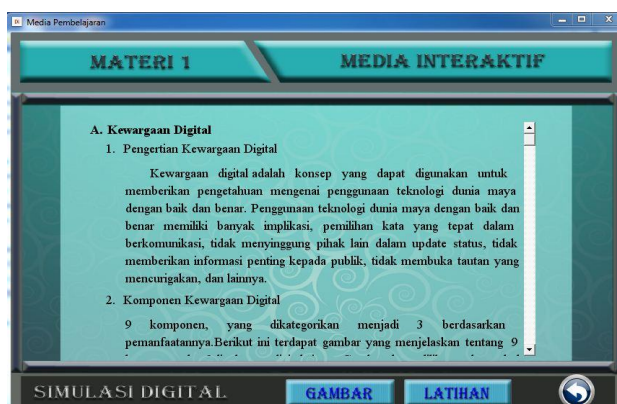 Media Pembelajaran
MATERI 1
MEDIA INTERAKTIF
A. Kewargaan Digital
1. Pengertian Kewargaan Digital
Kewargaan digital adalah konsep yang dapat digunakan untuk
memberikan pengetahuan mengenai penggunaan teknologi dunia maya
dengan baik dan benar. Penggunaan teknologi dunia maya dengan baik dan
benar memiliki banyak implikasi, pemilihan kata yang tepat dalam
berkomunikasi, tidak menyinggung pihak lain dalam update status, tidak
memberikan informasi penting kepada publik, tidak membuka tautan yang
mencurigakan, dan lainnya.
2. Komponen Kewargaan Digital
9 komponen, yang dikategorikan menjadi 3 berdasarkan
pemanfaatannya.Berikut ini terdapat gambar yang menjelaskan tentang 9
SIMULASI DIGITAL
GAMBAR
LATIHAN